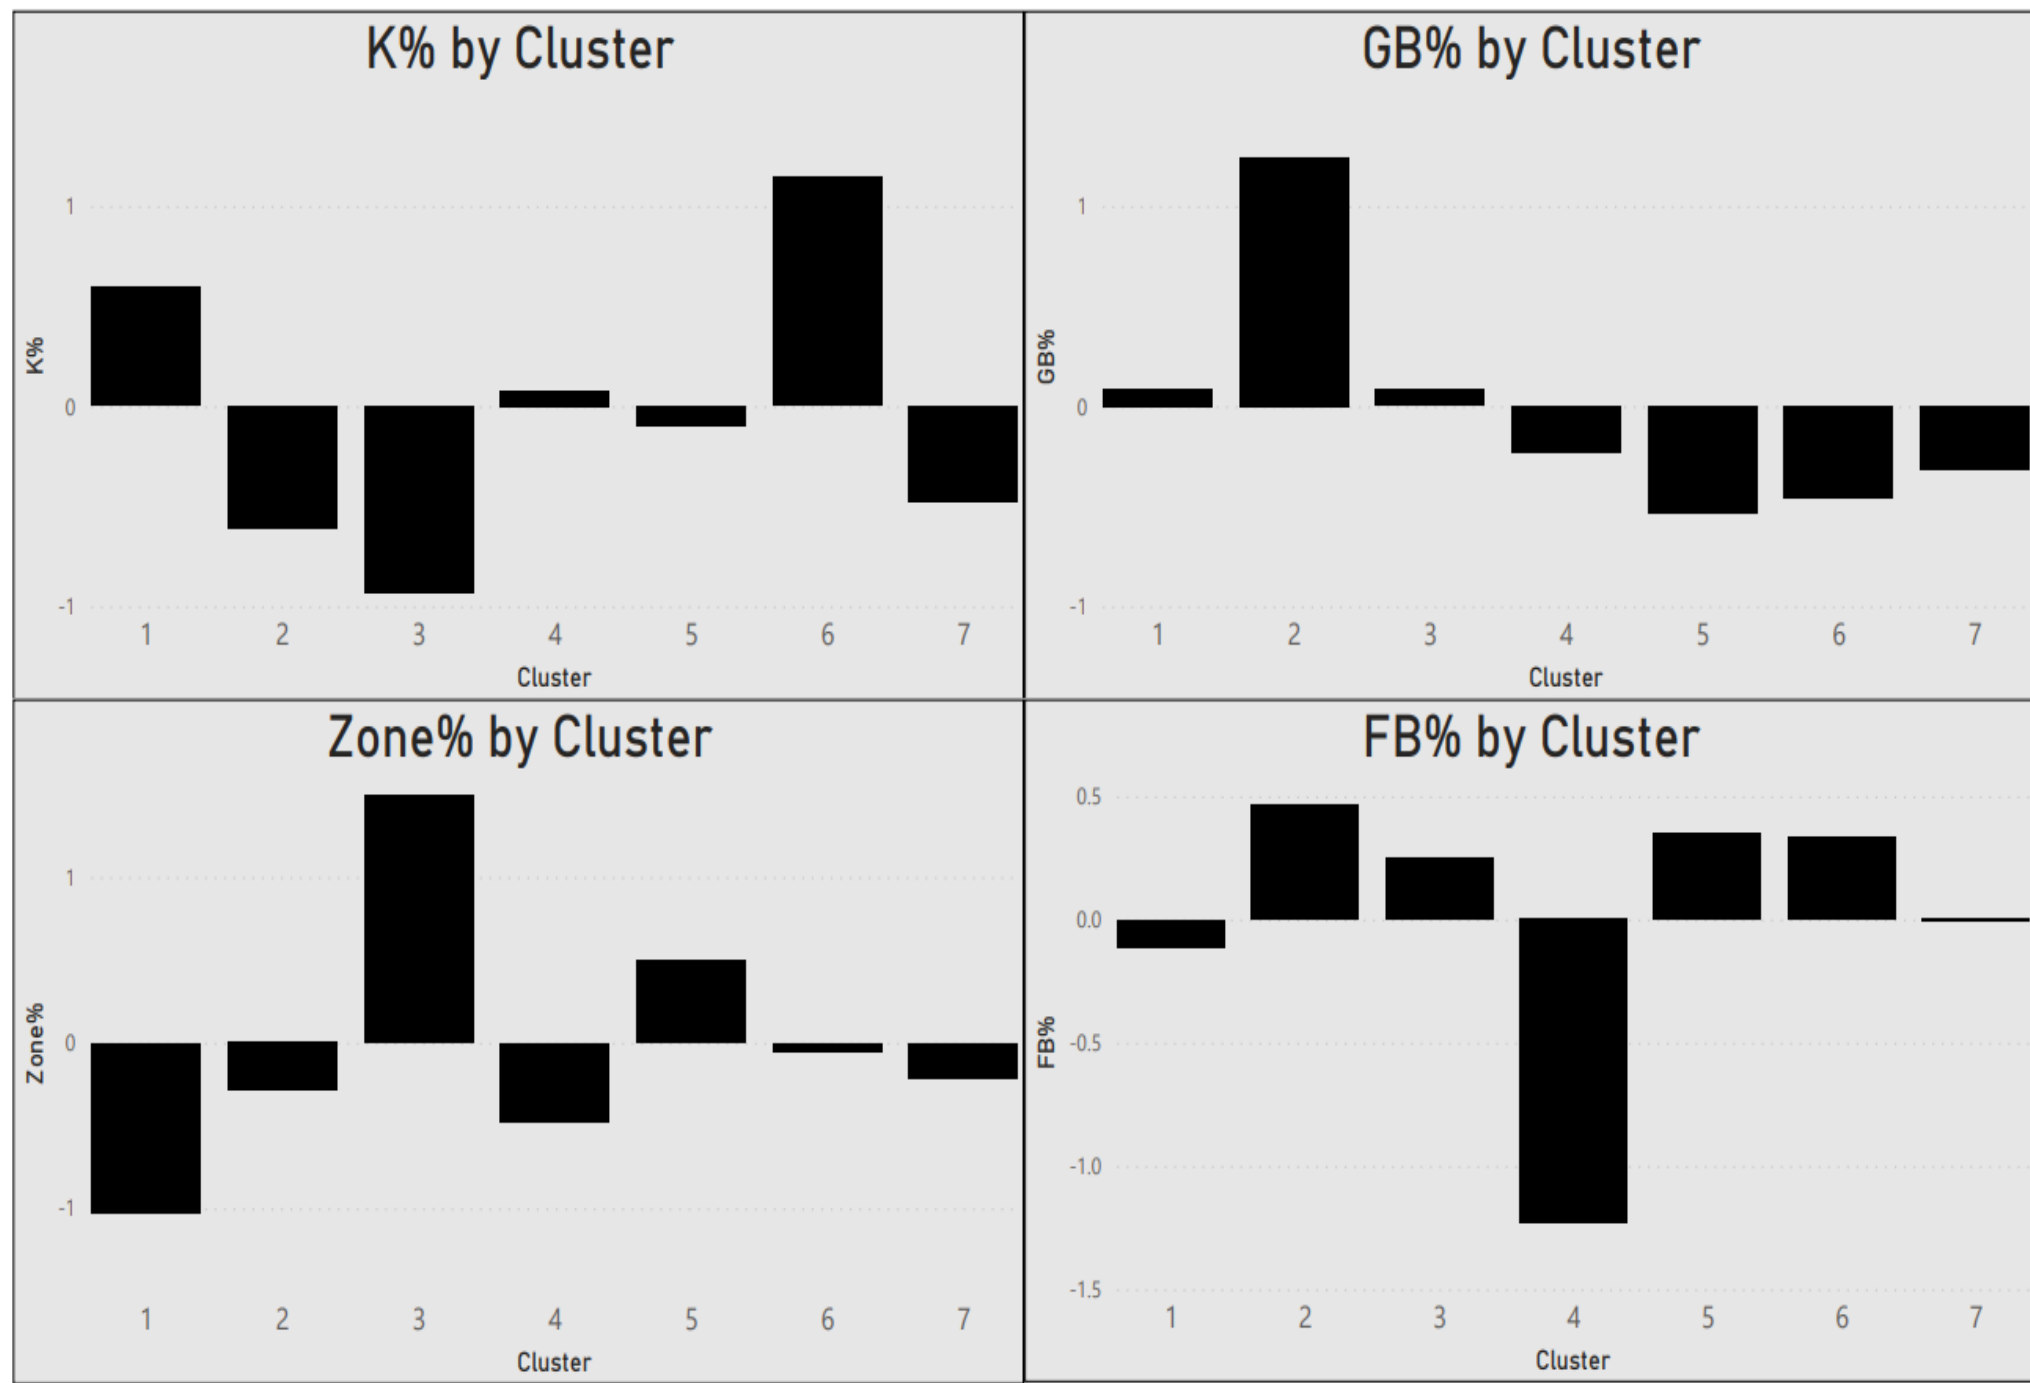 K% by Cluster
1
0
-1
K%
1 2 3 4 5 6 7
Cluster
GB% by Cluster
1
0
-1
GB%
1 2 3 4 5 6 7
Cluster
Zone% by Cluster
1
0
-1
Zone%
1 2 3 4 5 6 7
Cluster
FB% by Cluster
0.5
0.0
-0.5
-1.0
-1.5
FB%
1 2 3 4 5 6 7
Cluster